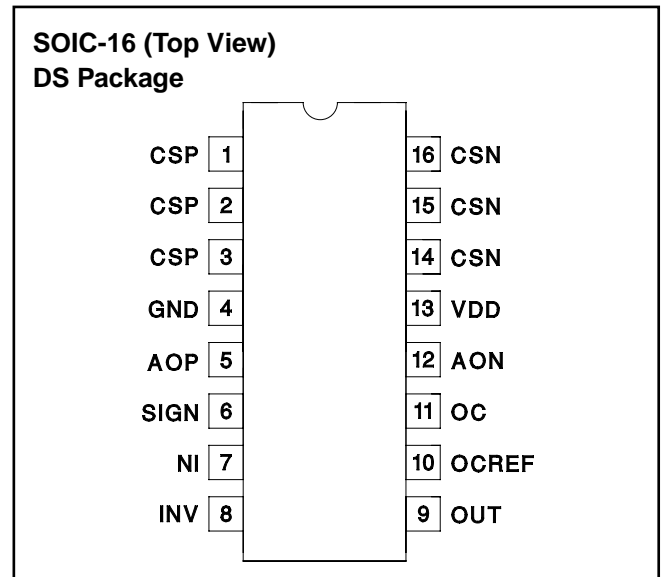 SOIC-16 (Top View)
DS Package
CSP 1 16 CSN
CSP 2 15 CSN
CSP 3 14 CSN
GND 4 13 VDD
AOP 5 12 AON
SIGN 6 11 OC
NI 7 10 OCREF
INV 8 9 OUT